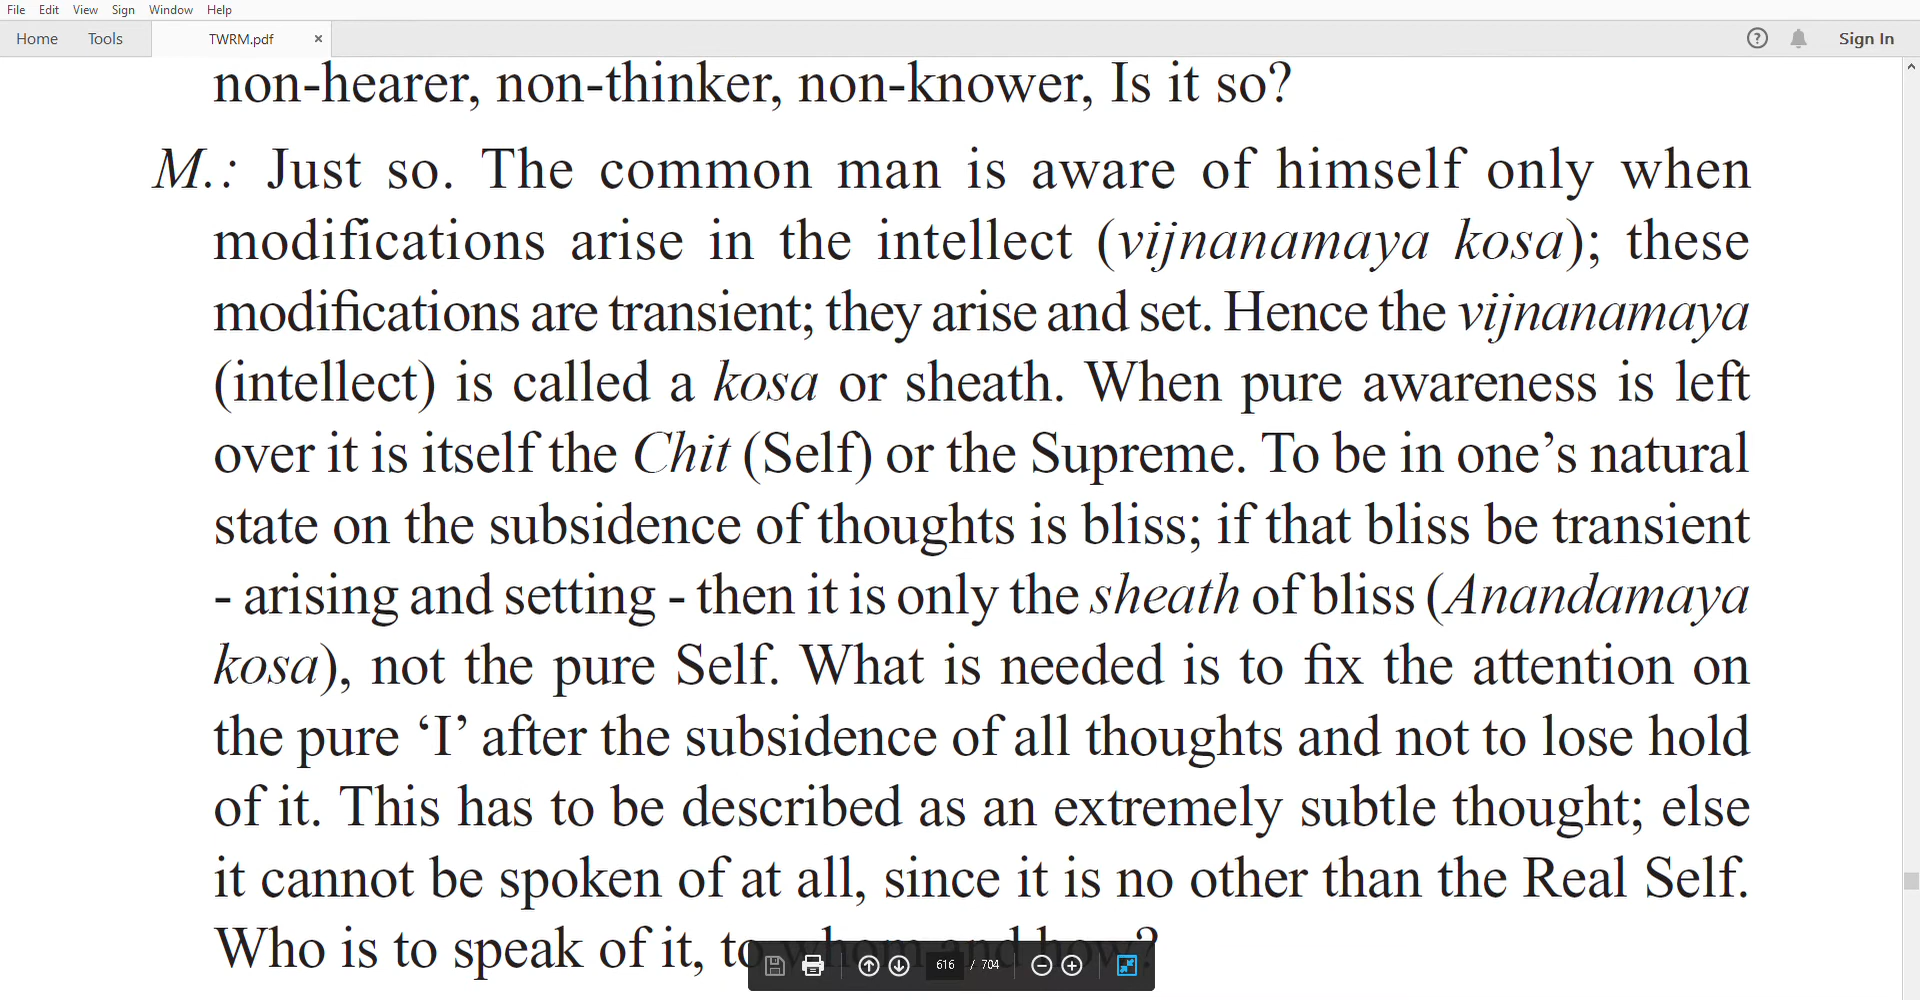 File Edit View Sign Window Help
Home Tools TWRM.pdf × ? Sign In
non-hearer, non-thinker, non-knower, Is it so?
M.: Just so. The common man is aware of himself only when
modifications arise in the intellect (vijnanamaya kosa); these
modifications are transient; they arise and set. Hence the vijnanamaya
(intellect) is called a kosa or sheath. When pure awareness is left
over it is itself the Chit (Self) or the Supreme. To be in one’s natural
state on the subsidence of thoughts is bliss; if that bliss be transient
- arising and setting - then it is only the sheath of bliss (Anandamaya
kosa), not the pure Self. What is needed is to fix the attention on
the pure ‘I’ after the subsidence of all thoughts and not to lose hold
of it. This has to be described as an extremely subtle thought; else
it cannot be spoken of at all, since it is no other than the Real Self.
Who is to speak of it, to whom and how?
616 / 704